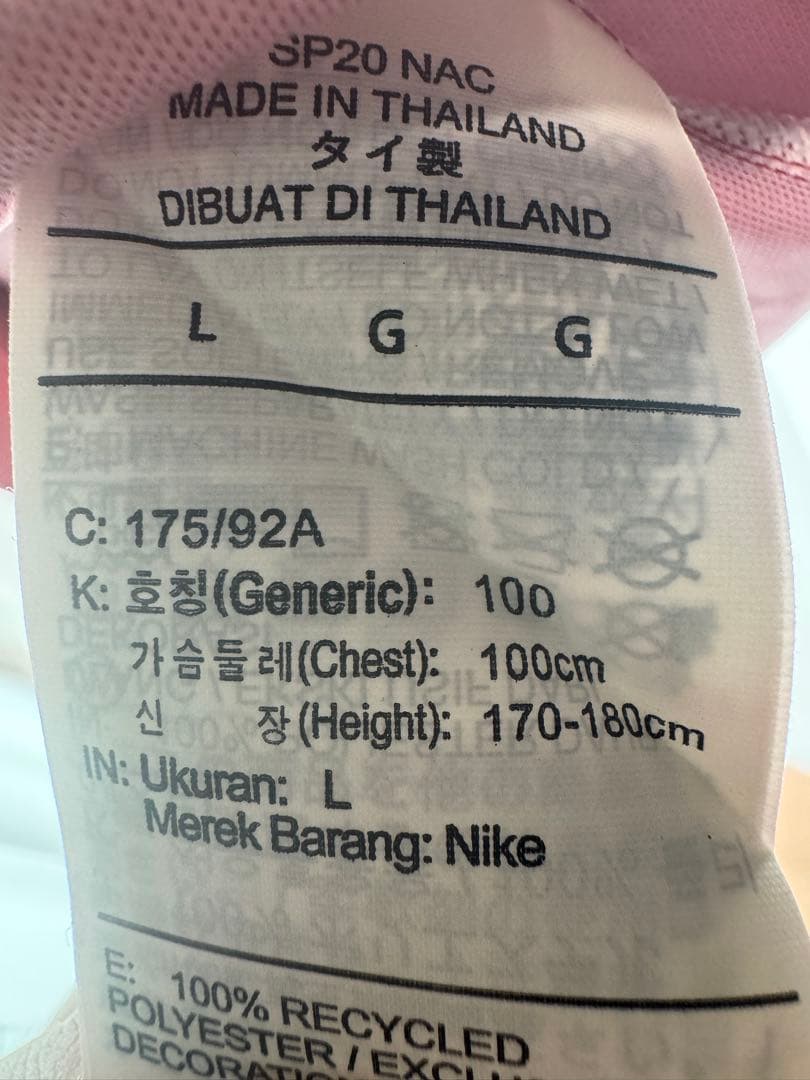 SP20 NAC
MADE IN THAILAND
タイ製
DIBUAT DI THAILAND
L G G
C: 175/92A
K: 호칭(Generic): 100
가슴둘레(Chest): 100cm
신 장(Height): 170-180cm
IN: Ukuran: L
Merek Barang: Nike
E: 100% RECYCLED
POLYESTER / EXCLU
DECORATI